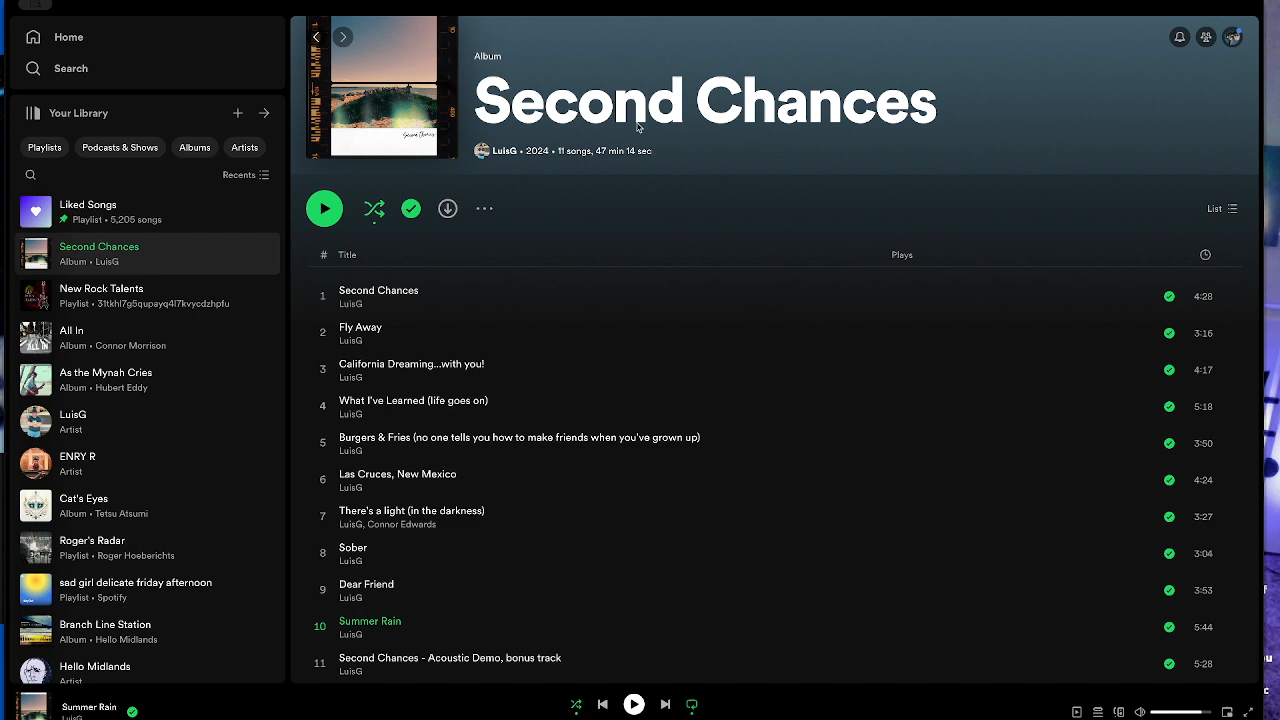 Home
Search
Your Library
Playlists
Podcasts & Shows
Albums
Artists
Recents
Liked Songs
Playlist • 5,205 songs
Second Chances
Album • LuisG
New Rock Talents
Playlist • 31tkhl7g5qupayq4l7kvycdzhpfu
All In
Album • Connor Morrison
As the Mynah Cries
Album • Hubert Eddy
LuisG
Artist
ENRY R
Artist
Cat's Eyes
Album • Tetsu Atsumi
Roger's Radar
Playlist • Roger Hoeberichts
sad girl delicate friday afternoon
Playlist • Spotify
Branch Line Station
Album • Hello Midlands
Hello Midlands
Artist
Summer Rain
LuisG
Second Chances
Album
Second Chances
LuisG • 2024 • 11 songs, 47 min 14 sec
List
# Title Plays
1 Second Chances 4:28
LuisG
2 Fly Away 3:16
LuisG
3 California Dreaming...with you! 4:17
LuisG
4 What I've Learned (life goes on) 5:18
LuisG
5 Burgers & Fries (no one tells you how to make friends when you've grown up) 3:50
LuisG
6 Las Cruces, New Mexico 4:24
LuisG
7 There's a light (in the darkness) 3:27
LuisG, Connor Edwards
8 Sober 3:04
LuisG
9 Dear Friend 3:53
LuisG
10 Summer Rain 5:44
LuisG
11 Second Chances - Acoustic Demo, bonus track 5:28
LuisG